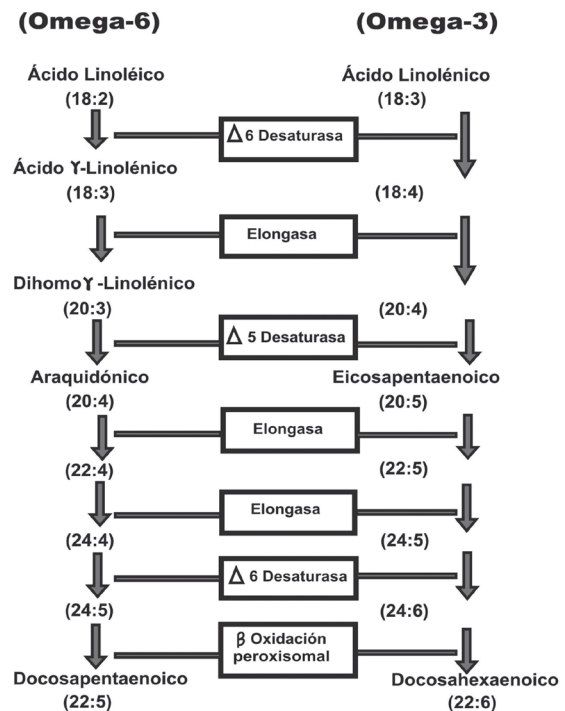 (Omega-6) (Omega-3)
Ácido Linoléico Ácido Linolénico
(18:2) (18:3)
Δ 6 Desaturasa
Ácido ϒ-Linolénico
(18:3) (18:4)
Elongasa
Dihomo ϒ -Linolénico
(20:3) (20:4)
Δ 5 Desaturasa
Araquidónico Eicosapentaenoico
(20:4) (20:5)
Elongasa
(22:4) (22:5)
Elongasa
(24:4) (24:5)
Δ 6 Desaturasa
(24:5) (24:6)
β Oxidación
peroxisomal
Docosapentaenoico Docosahexaenoico
(22:5) (22:6)